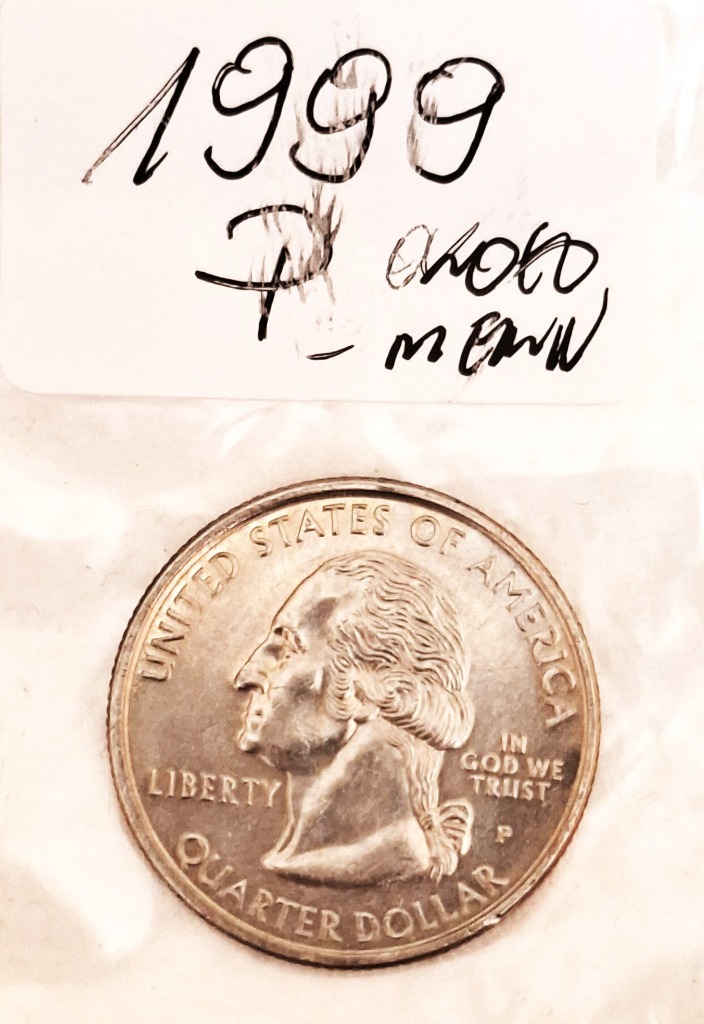 1999
P
UNITED STATES OF AMERICA
LIBERTY
IN
GOD WE
TRUST
P
QUARTER DOLLAR